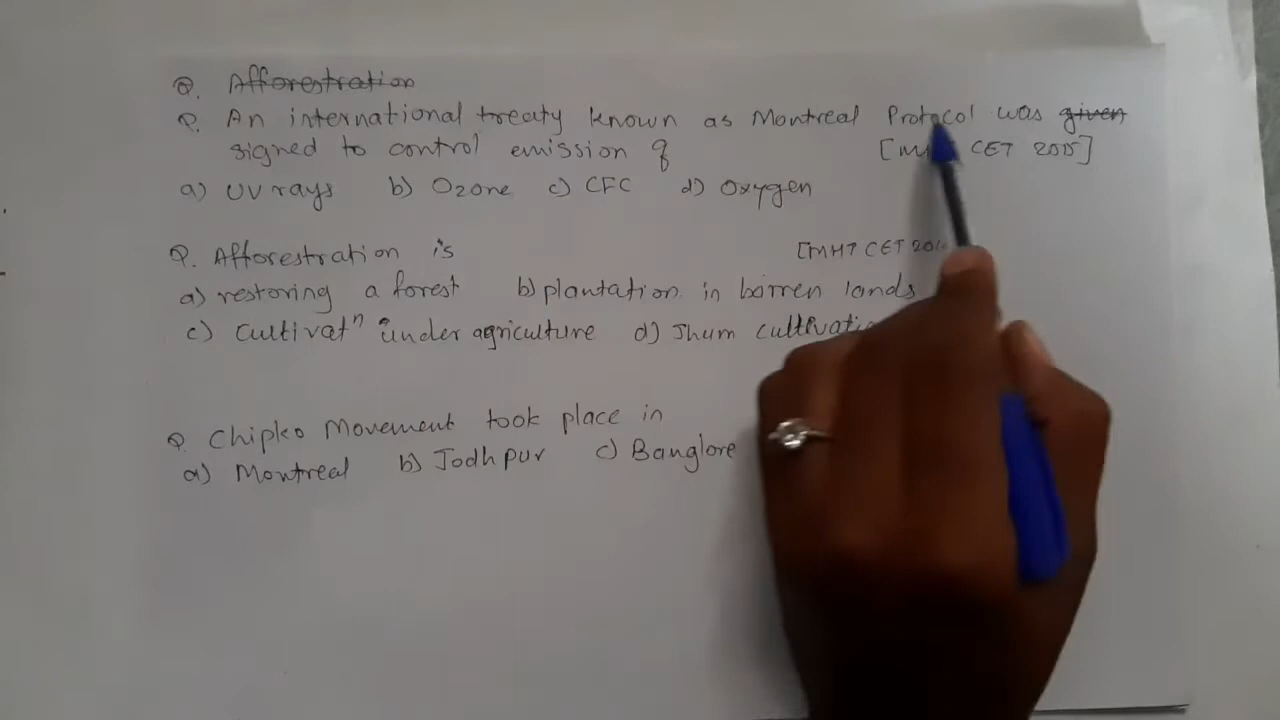 Q. Afforestration
Q. An international treaty known as Montreal Protocol was given
signed to control emission of [M CET 2015]
a) UV rays b) Ozone c) CFC d) Oxygen
Q. Afforestration is [MHT CET 20
a) restoring a forest b) plantation in barren lands
c) Cultivatⁿ under agriculture d) Jhum cultivati
Q. Chipko Movement took place in
a) Montreal b) Jodhpur c) Banglore